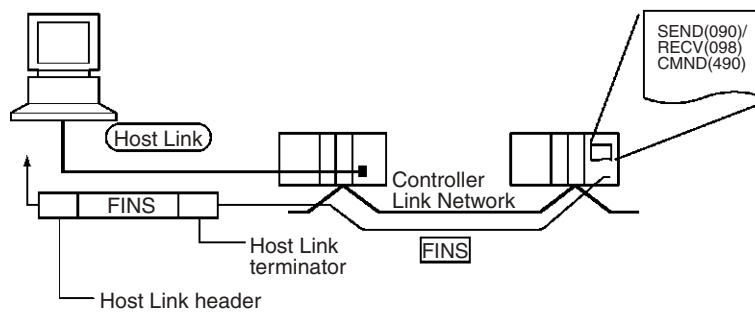 SEND(090)/
RECV(098)
CMND(490)
Host Link
Controller
Link Network
FINS
FINS
Host Link
terminator
Host Link header